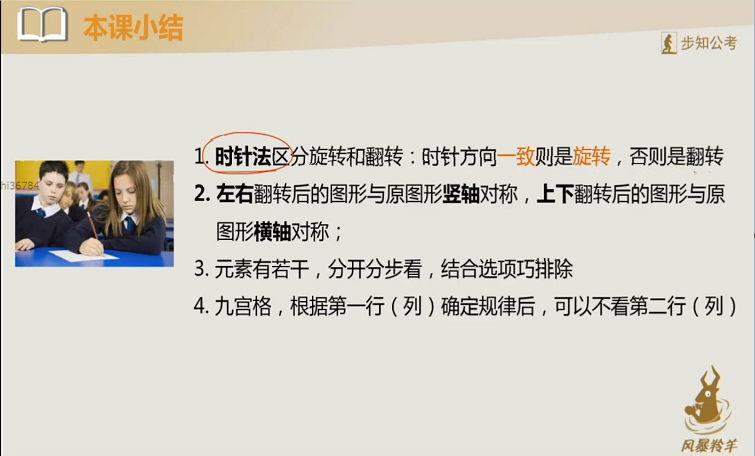 本课小结
步知公考
1. 时针法区分旋转和翻转：时针方向一致则是旋转，否则是翻转
hi36784
2. 左右翻转后的图形与原图形竖轴对称，上下翻转后的图形与原
图形横轴对称；
3. 元素有若干，分开分步看，结合选项巧排除
4. 九宫格，根据第一行（列）确定规律后，可以不看第二行（列）
风暴羚羊